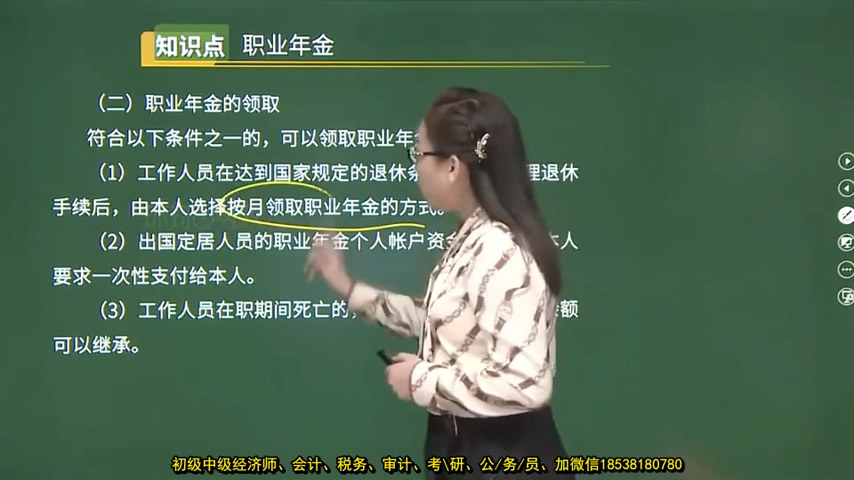 知识点 职业年金
（二）职业年金的领取
符合以下条件之一的，可以领取职业年
（1）工作人员在达到国家规定的退休 理退休
手续后，由本人选择按月领取职业年金的方式。
（2）出国定居人员的职业年金个人帐户资 本人
要求一次性支付给本人。
（3）工作人员在职期间死亡的 额
可以继承。
初级中级经济师、会计、税务、审计、考\研、公/务/员、加微信18538180780